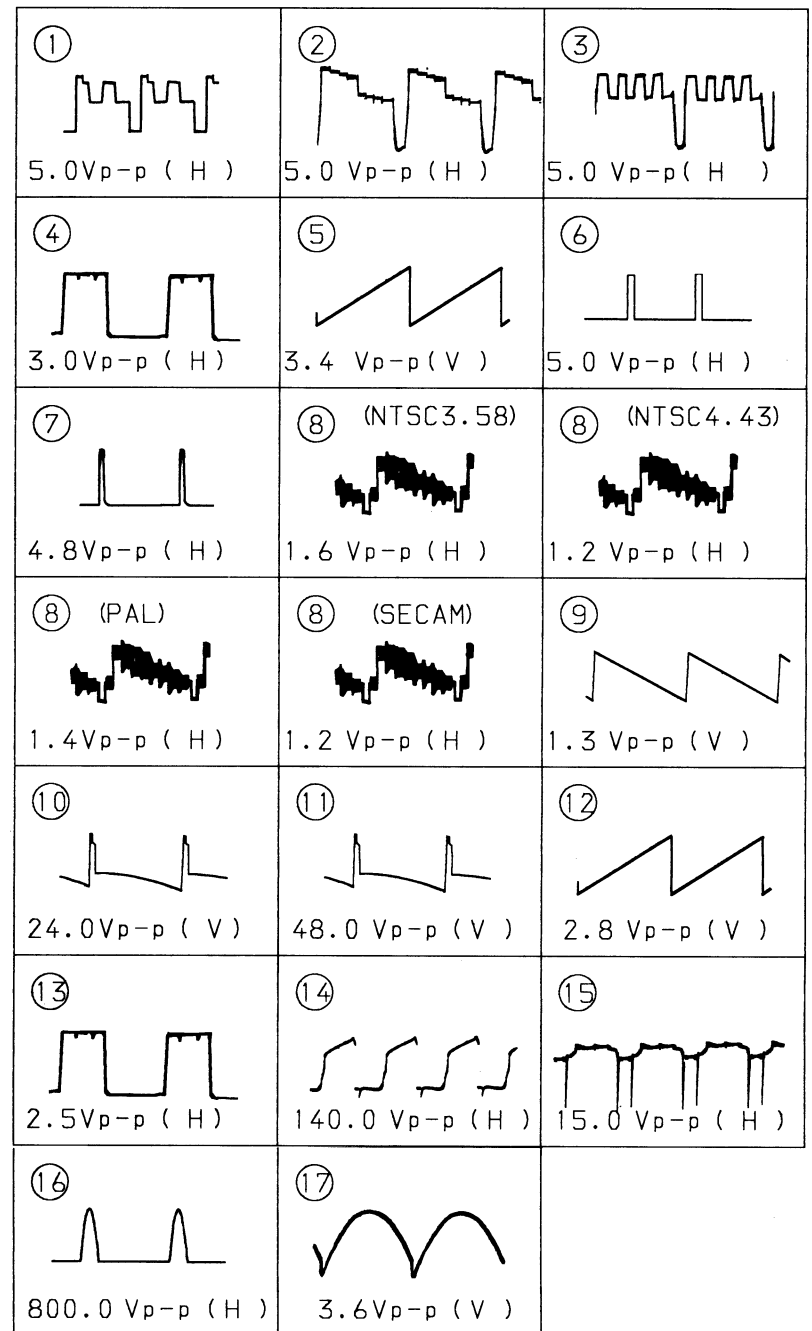 ① ② ③
5.0Vp-p ( H ) 5.0 Vp-p ( H ) 5.0 Vp-p( H )
④ ⑤ ⑥
3.0Vp-p ( H ) 3.4 Vp-p(V ) 5.0 Vp-p ( H )
⑦ ⑧ (NTSC3.58) ⑧ (NTSC4.43)
4.8Vp-p ( H ) 1.6 Vp-p ( H ) 1.2 Vp-p ( H )
⑧ (PAL) ⑧ (SECAM) ⑨
1.4Vp-p ( H ) 1.2 Vp-p ( H ) 1.3 Vp-p ( V )
⑩ ⑪ ⑫
24.0Vp-p ( V ) 48.0 Vp-p ( V ) 2.8 Vp-p ( V )
⑬ ⑭ ⑮
2.5Vp-p ( H ) 140.0 Vp-p ( H ) 15.0 Vp-p ( H )
⑯ ⑰
800.0 Vp-p ( H ) 3.6Vp-p ( V )